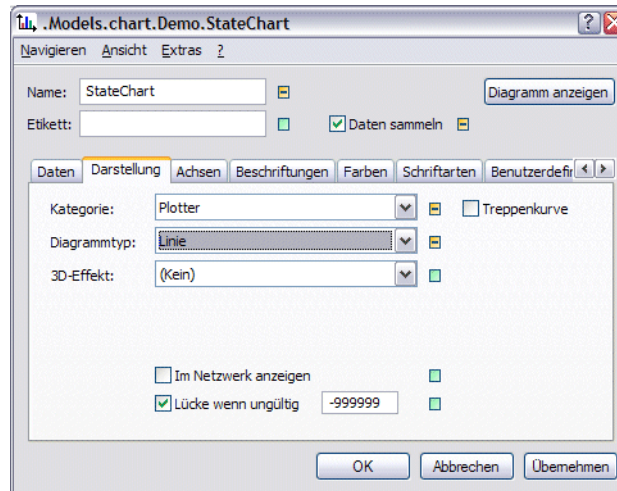 .Models.chart.Demo.StateChart
Navigieren Ansicht Extras ?
Name: StateChart Diagramm anzeigen
Etikett: Daten sammeln
Daten Darstellung Achsen Beschriftungen Farben Schriftarten Benutzerdefin
Kategorie: Plotter Treppenkurve
Diagrammtyp: Linie
3D-Effekt: (Kein)
Im Netzwerk anzeigen
Lücke wenn ungültig -999999
OK Abbrechen Übernehmen